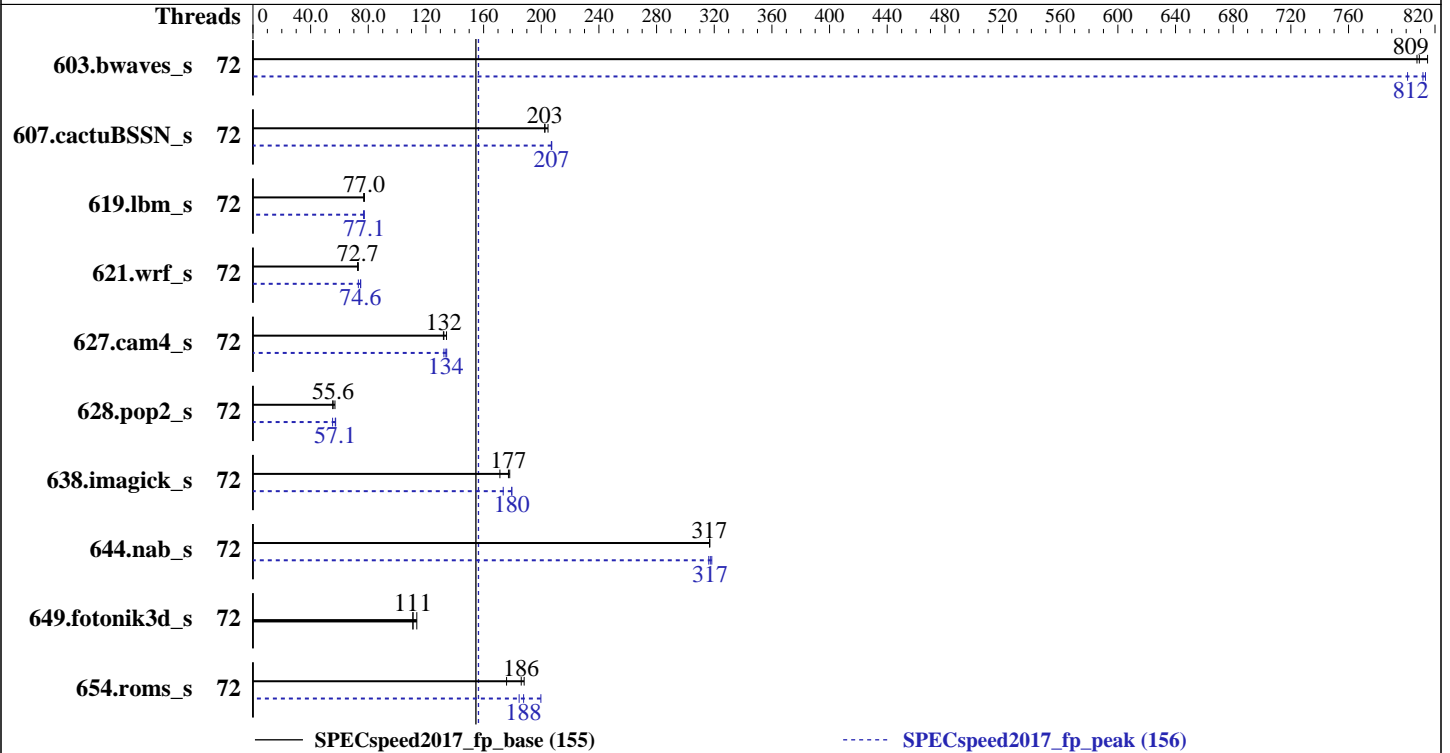 Threads 0 40.0 80.0 120 160 200 240 280 320 360 400 440 480 520 560 600 640 680 720 760 820
603.bwaves_s 72 809
812
607.cactuBSSN_s 72 203
207
619.lbm_s 72 77.0
77.1
621.wrf_s 72 72.7
74.6
627.cam4_s 72 132
134
628.pop2_s 72 55.6
57.1
638.imagick_s 72 177
180
644.nab_s 72 317
317
649.fotonik3d_s 72 111
654.roms_s 72 186
188
SPECspeed2017_fp_base (155) SPECspeed2017_fp_peak (156)